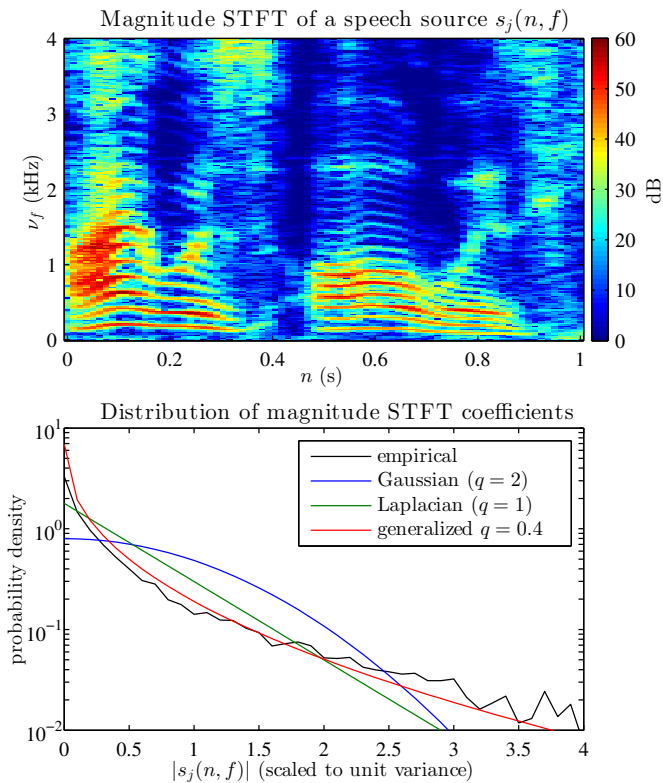 Magnitude STFT of a speech source s_j(n, f)
4
3
2
1
0
ν_f (kHz)
0
0.2
0.4
0.6
0.8
1
n (s)
60
50
40
30
20
10
0
dB
Distribution of magnitude STFT coefficients
10^1
10^0
10^-1
10^-2
probability density
empirical
Gaussian (q = 2)
Laplacian (q = 1)
generalized q = 0.4
0
0.5
1
1.5
2
2.5
3
3.5
4
|s_j(n, f)| (scaled to unit variance)